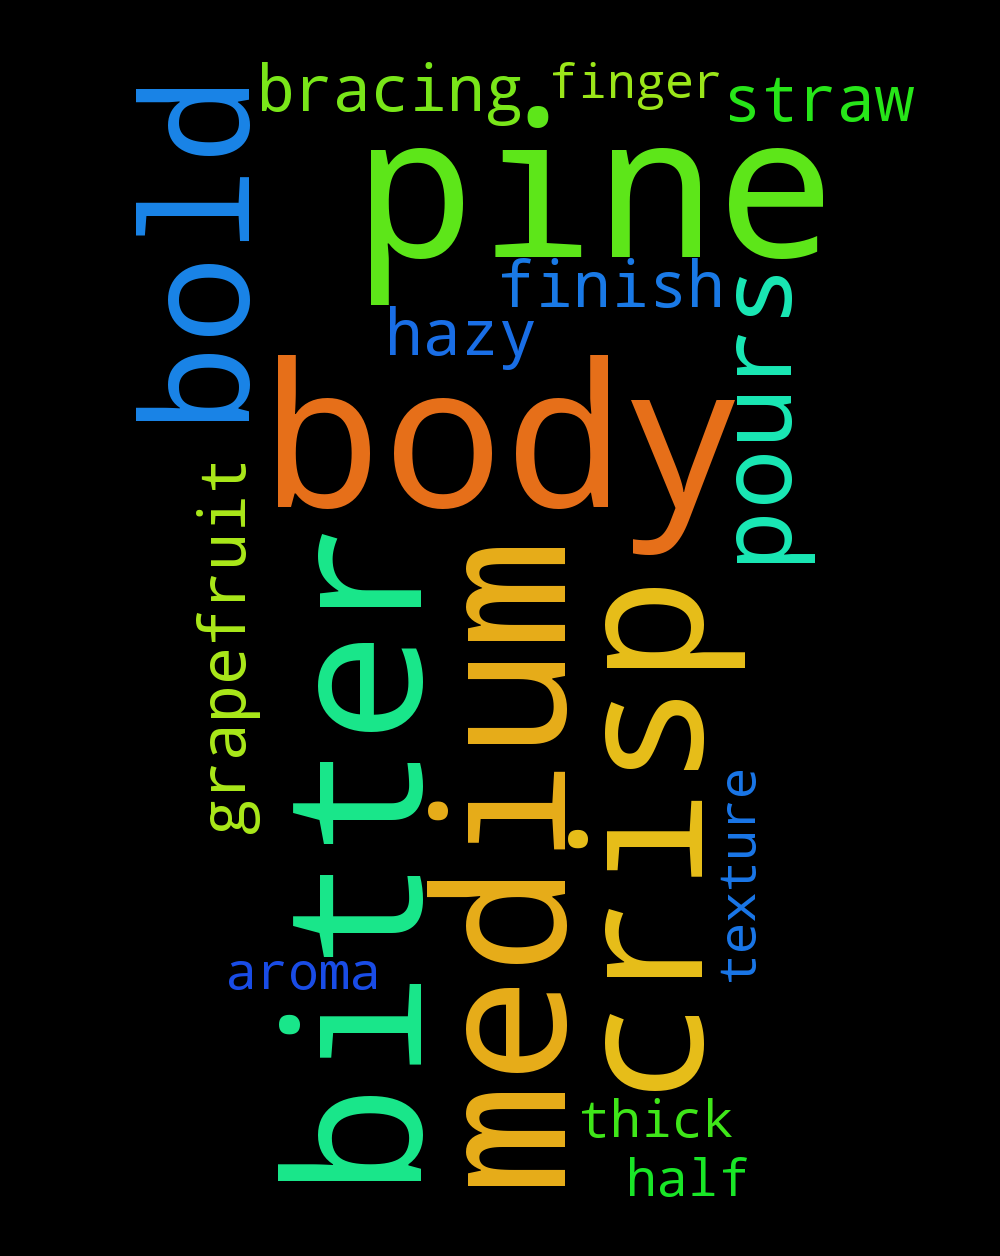 bracing
finger
straw
bold
pine
finish
pours
hazy
body
grapefruit
bitter
medium
crisp
texture
aroma
thick
half